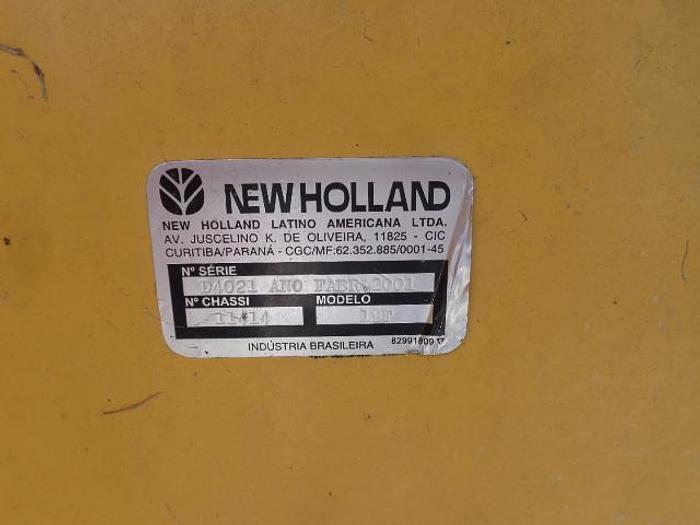 NEW HOLLAND
NEW HOLLAND LATINO AMERICANA LTDA.
AV. JUSCELINO K. DE OLIVEIRA, 11825 - CIC
CURITIBA/PARANÁ - CGC/MF:62.352.885/0001-45
Nº SÉRIE
D4021 ANO FABR.2001
Nº CHASSI MODELO
INDÚSTRIA BRASILEIRA